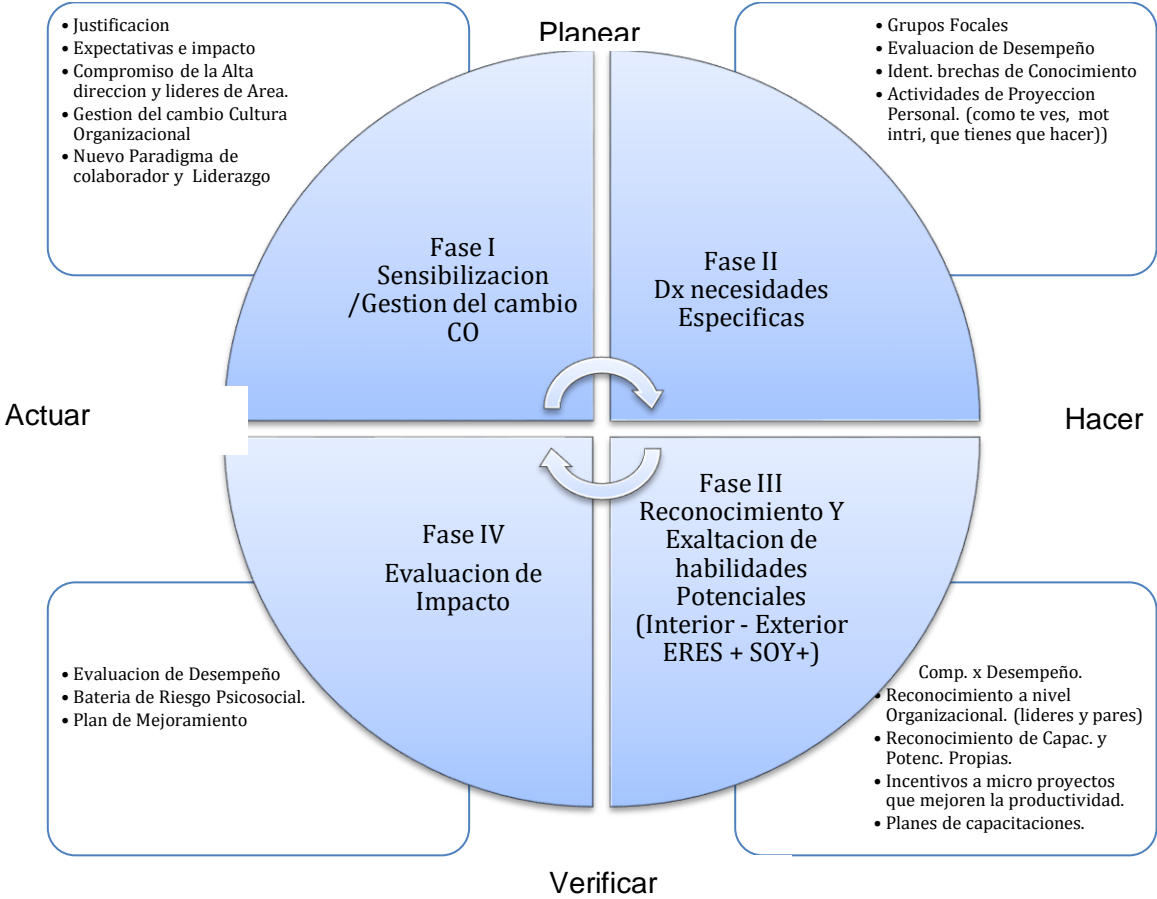 • Justificacion
• Expectativas e impacto
• Compromiso de la Alta
direccion y lideres de Area.
• Gestion del cambio Cultura
Organizacional
• Nuevo Paradigma de
colaborador y Liderazgo
Planear
• Grupos Focales
• Evaluacion de Desempeño
• Ident. brechas de Conocimiento
• Actividades de Proyeccion
Personal. (como te ves, mot
intri, que tienes que hacer))
Fase I
Sensibilizacion
/Gestion del cambio
CO
Fase II
Dx necesidades
Especificas
Actuar
Hacer
Fase IV
Evaluacion de
Impacto
Fase III
Reconocimiento Y
Exaltacion de
habilidades
Potenciales
(Interior - Exterior
ERES + SOY+)
• Evaluacion de Desempeño
• Bateria de Riesgo Psicosocial.
• Plan de Mejoramiento
Comp. x Desempeño.
• Reconocimiento a nivel
Organizacional. (lideres y pares)
• Reconocimiento de Capac. y
Potenc. Propias.
• Incentivos a micro proyectos
que mejoren la productividad.
• Planes de capacitaciones.
Verificar